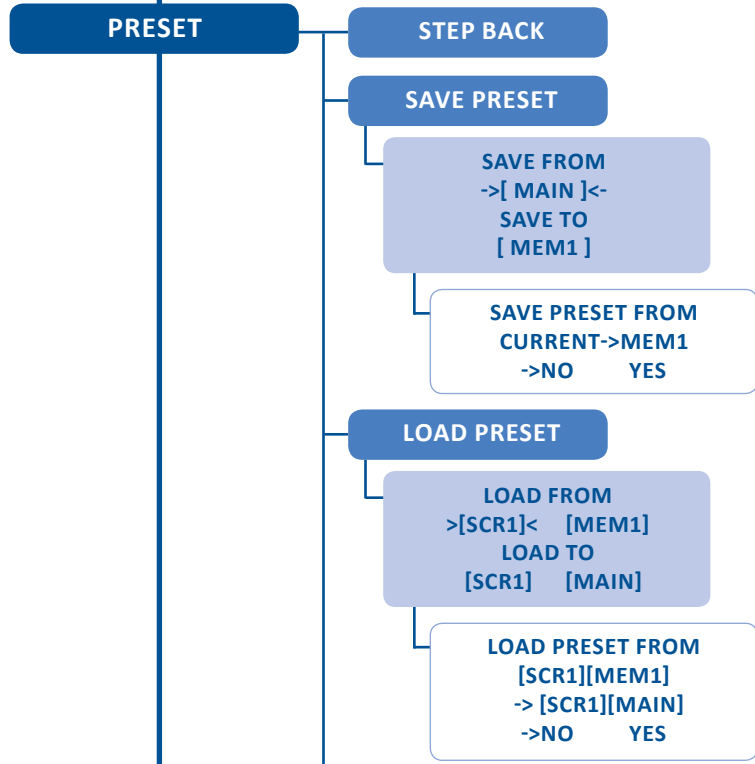 PRESET
STEP BACK
SAVE PRESET
SAVE FROM
->[ MAIN ]<-
SAVE TO
[ MEM1 ]
SAVE PRESET FROM
CURRENT->MEM1
->NO YES
LOAD PRESET
LOAD FROM
>[SCR1]< [MEM1]
LOAD TO
[SCR1] [MAIN]
LOAD PRESET FROM
[SCR1][MEM1]
-> [SCR1][MAIN]
->NO YES